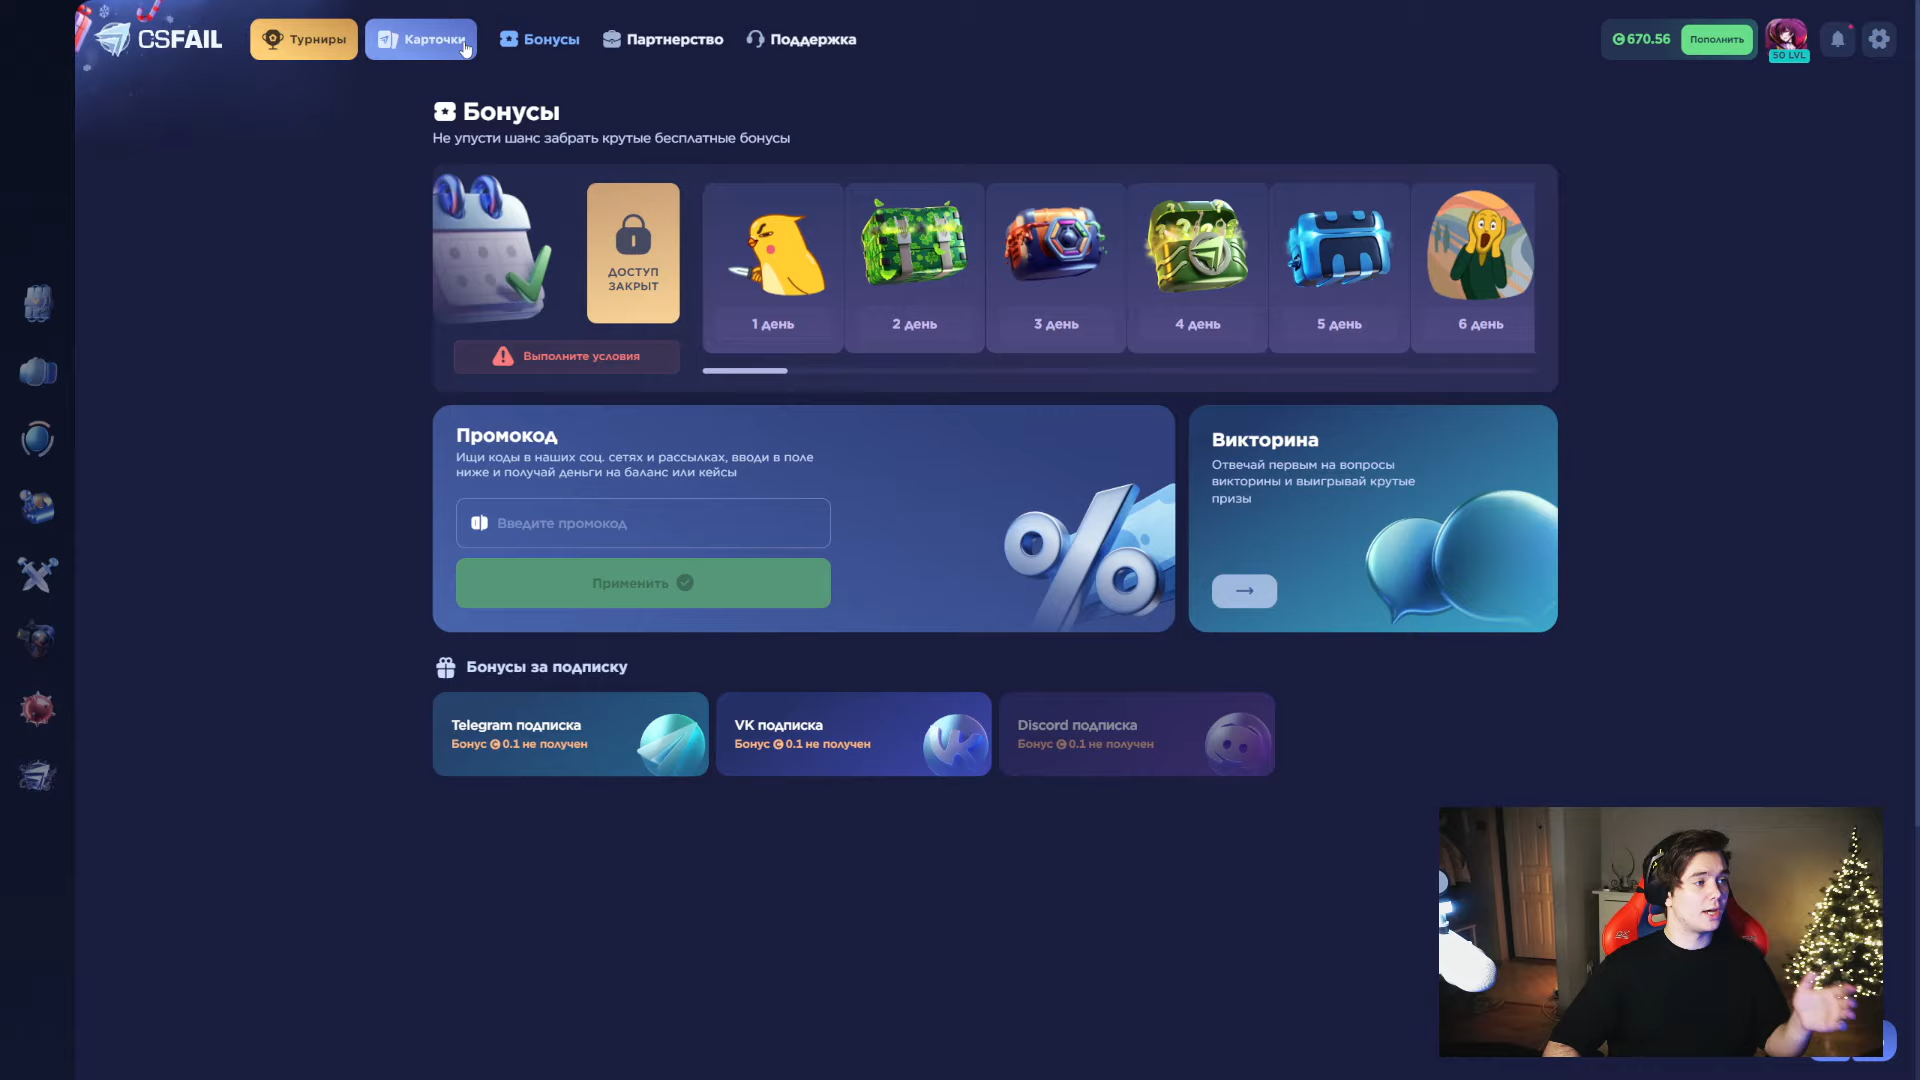 CSFAIL
Турниры
Карточки
Бонусы
Партнерство
Поддержка
670.56
Пополнить
50 LVL
Бонусы
Не упусти шанс забрать крутые бесплатные бонусы
ДОСТУП
ЗАКРЫТ
Выполните условия
1 день
2 день
3 день
4 день
5 день
6 день
Промокод
Ищи коды в наших соц. сетях и рассылках, вводи в поле
ниже и получай деньги на баланс или кейсы
Введите промокод
Применить
Викторина
Отвечай первым на вопросы
викторины и выигрывай крутые
призы
Бонусы за подписку
Telegram подписка
Бонус 0.1 не получен
VK подписка
Бонус 0.1 не получен
Discord подписка
Бонус 0.1 не получен